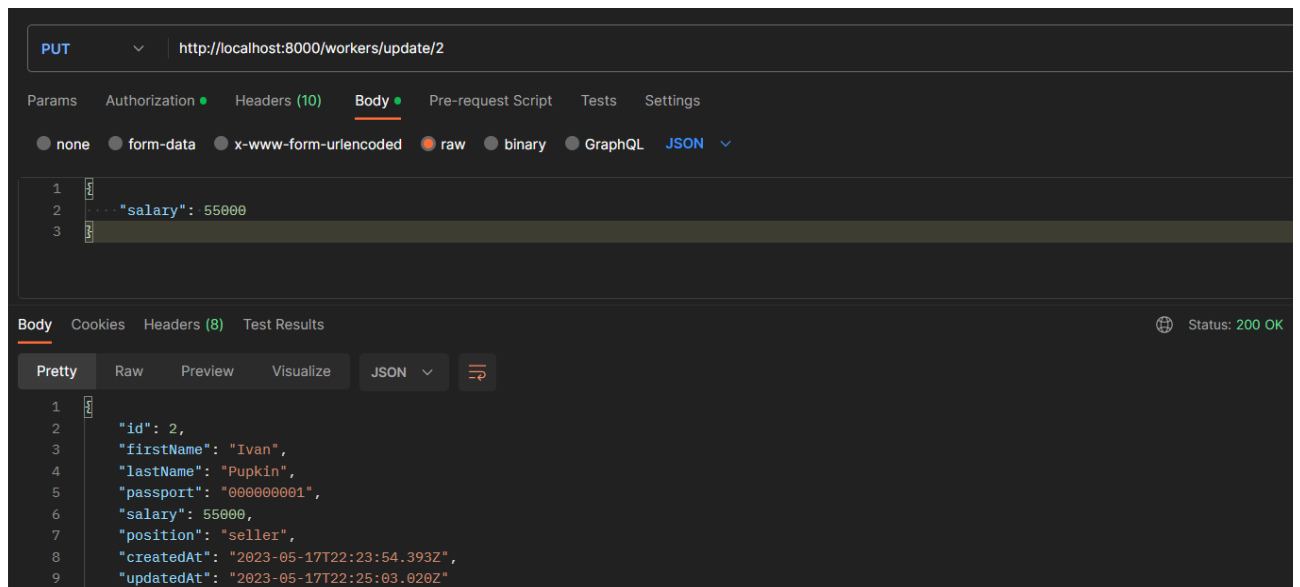 PUT http://localhost:8000/workers/update/2
Params Authorization Headers (10) Body Pre-request Script Tests Settings
none form-data x-www-form-urlencoded raw binary GraphQL JSON
1 {
2 "salary": 55000
3 }
Body Cookies Headers (8) Test Results Status: 200 OK
Pretty Raw Preview Visualize JSON
1 {
2 "id": 2,
3 "firstName": "Ivan",
4 "lastName": "Pupkin",
5 "passport": "000000001",
6 "salary": 55000,
7 "position": "seller",
8 "createdAt": "2023-05-17T22:23:54.393Z",
9 "updatedAt": "2023-05-17T22:25:03.020Z"